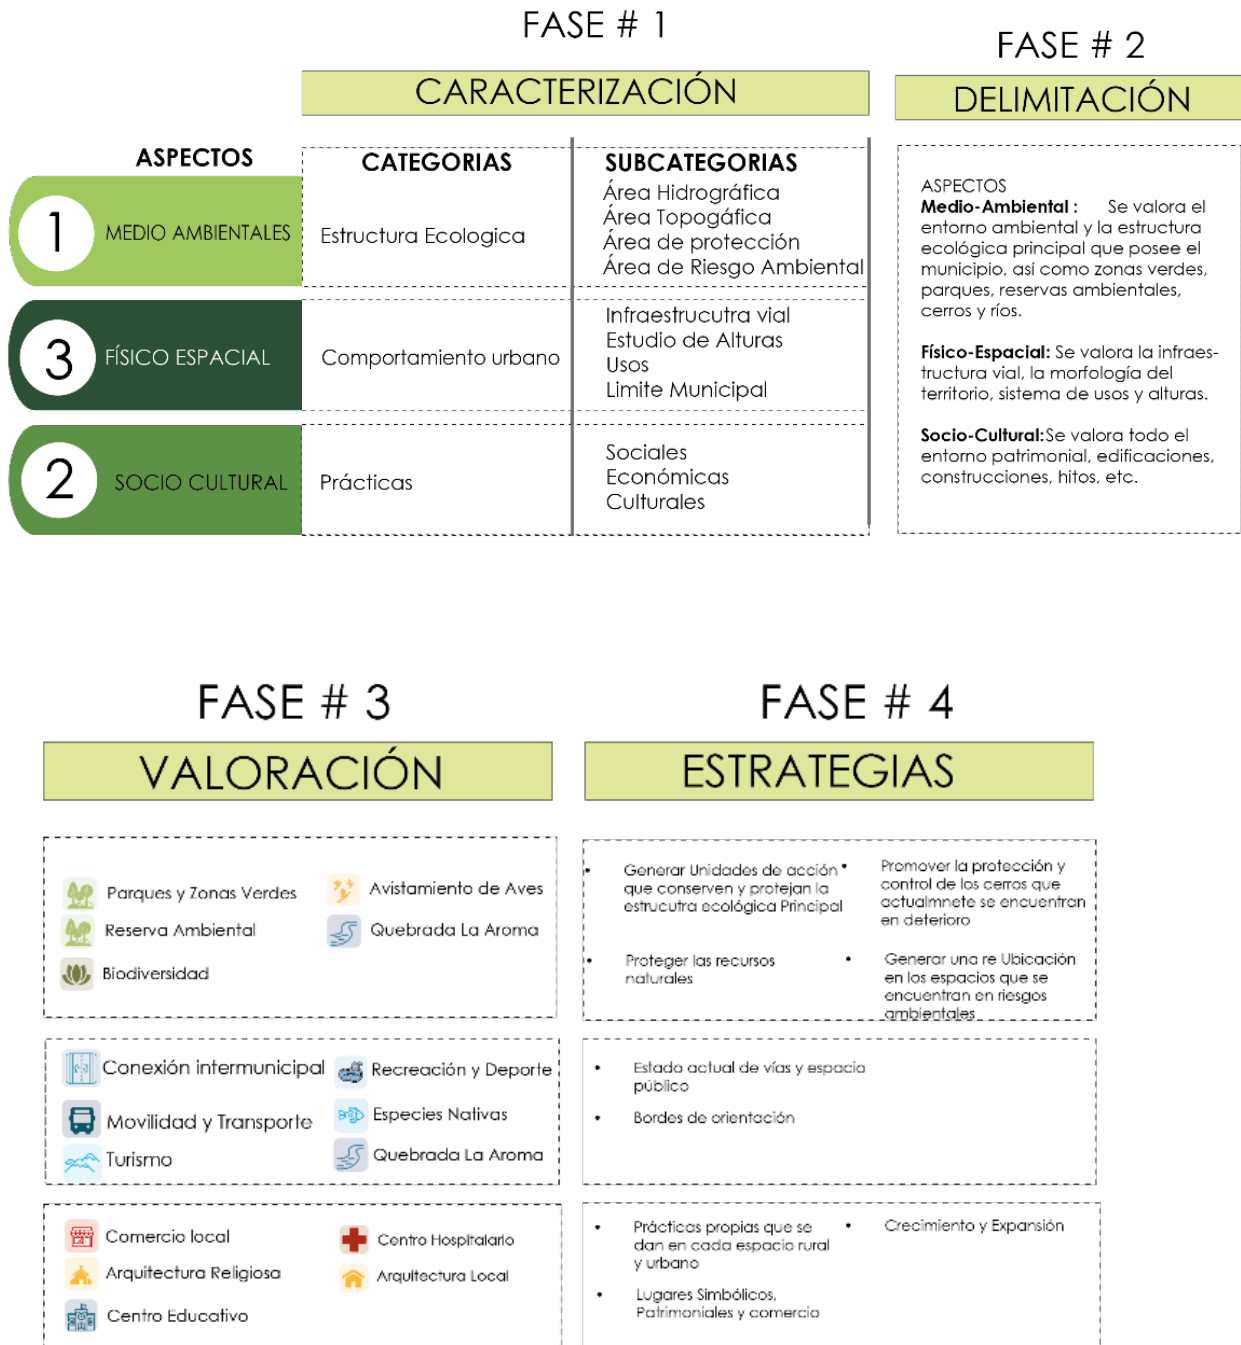 FASE # 1
CARACTERIZACIÓN
ASPECTOS
CATEGORIAS
SUBCATEGORIAS
1
MEDIO AMBIENTALES
Estructura Ecologica
Área Hidrográfica
Área Topogáfica
Área de protección
Área de Riesgo Ambiental
3
FÍSICO ESPACIAL
Comportamiento urbano
Infraestrucutra vial
Estudio de Alturas
Usos
Limite Municipal
2
SOCIO CULTURAL
Prácticas
Sociales
Económicas
Culturales
FASE # 2
DELIMITACIÓN
ASPECTOS
Medio-Ambiental : Se valora el
entorno ambiental y la estructura
ecológica principal que posee el
municipio, así como zonas verdes,
parques, reservas ambientales,
cerros y ríos.
Físico-Espacial: Se valora la infraes-
tructura vial, la morfología del
territorio, sistema de usos y alturas.
Socio-Cultural:Se valora todo el
entorno patrimonial, edificaciones,
construcciones, hitos, etc.
FASE # 3
VALORACIÓN
Parques y Zonas Verdes
Reserva Ambiental
Biodiversidad
Avistamiento de Aves
Quebrada La Aroma
Conexión intermunicipal
Movilidad y Transporte
Turismo
Recreación y Deporte
Especies Nativas
Quebrada La Aroma
Comercio local
Arquitectura Religiosa
Centro Educativo
Centro Hospitalario
Arquitectura Local
FASE # 4
ESTRATEGIAS
• Generar Unidades de acción
que conserven y protejan la
estrucutra ecológica Principal
• Proteger las recursos
naturales
• Promover la protección y
control de los cerros que
actualmnete se encuentran
en deterioro
• Generar una re Ubicación
en los espacios que se
encuentran en riesgos
ambientales
• Estado actual de vías y espacio
público
• Bordes de orientación
• Prácticas propias que se
dan en cada espacio rural
y urbano
• Lugares Simbólicos,
Patrimoniales y comercio
• Crecimiento y Expansión